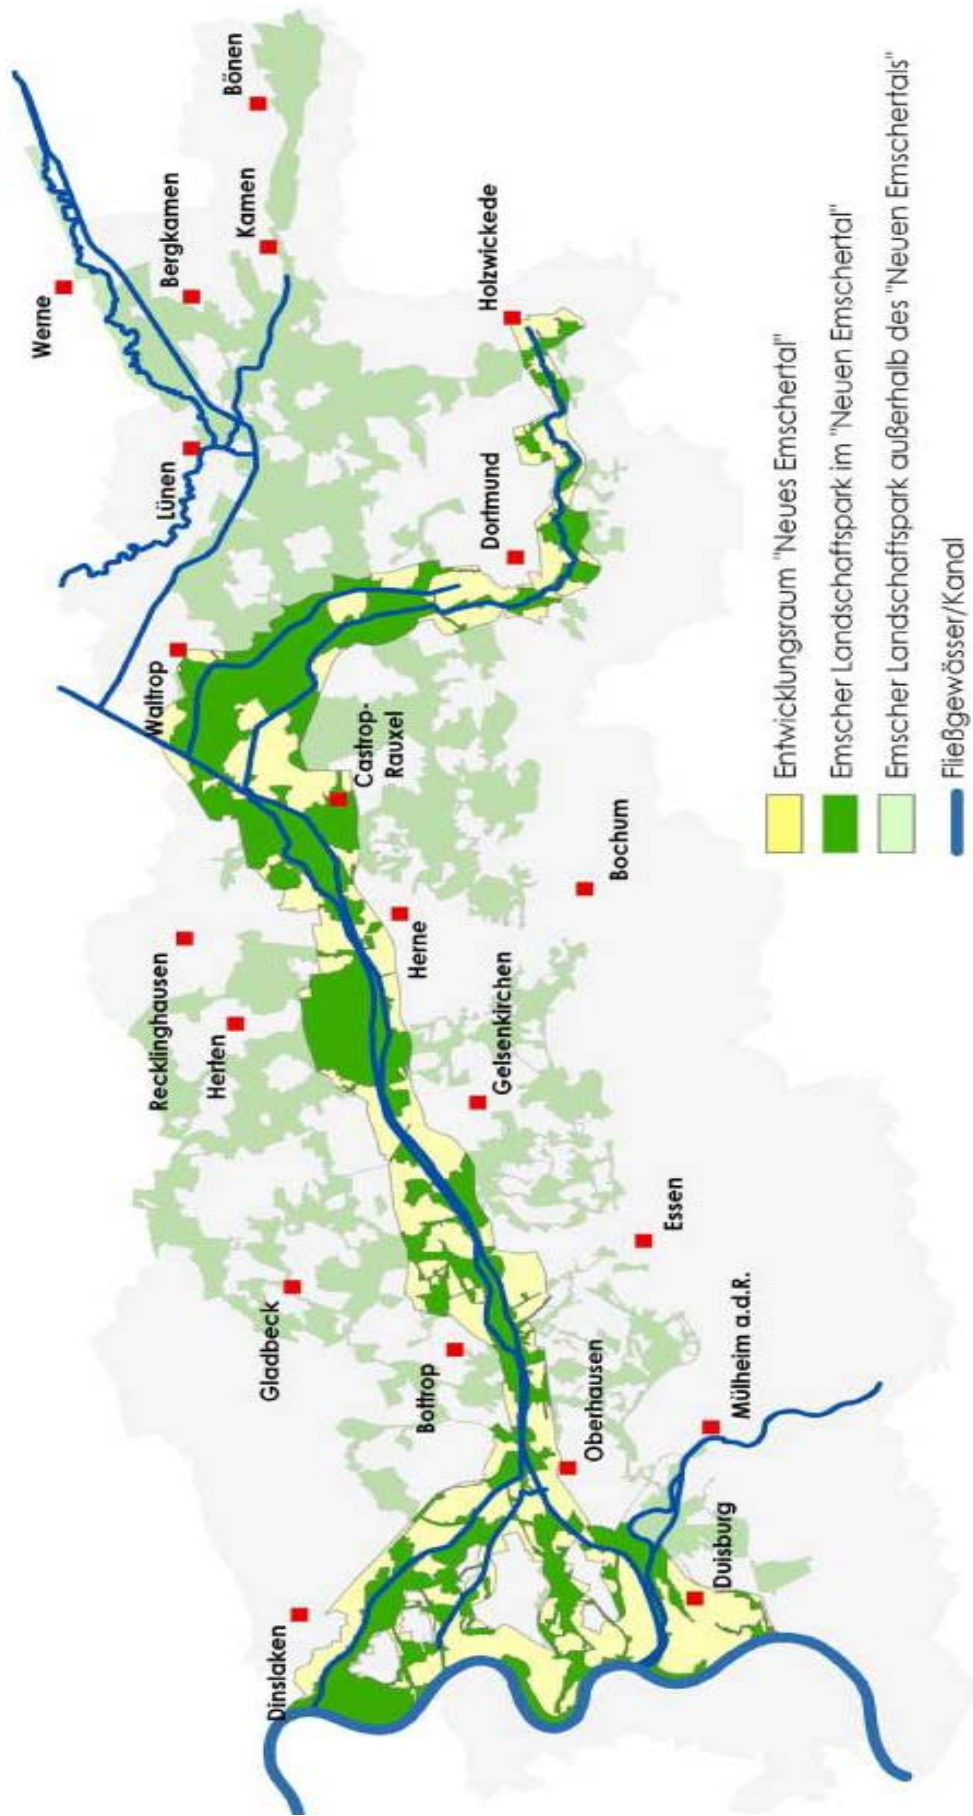 Werne
Bönen
Bergkamen
Kamen
Lünen
Holzwickede
Waltrop
Dortmund
Recklinghausen
Castrop-
Rauxel
Herten
Herne
Bochum
Gladbeck
Gelsenkirchen
Bottrop
Essen
Dinslaken
Oberhausen
Mülheim a.d.R.
Duisburg
Entwicklungsraum "Neues Emschertal"
Emscher Landschaftspark im "Neuen Emschertal"
Emscher Landschaftspark außerhalb des "Neuen Emschertals"
Fließgewässer/Kanal